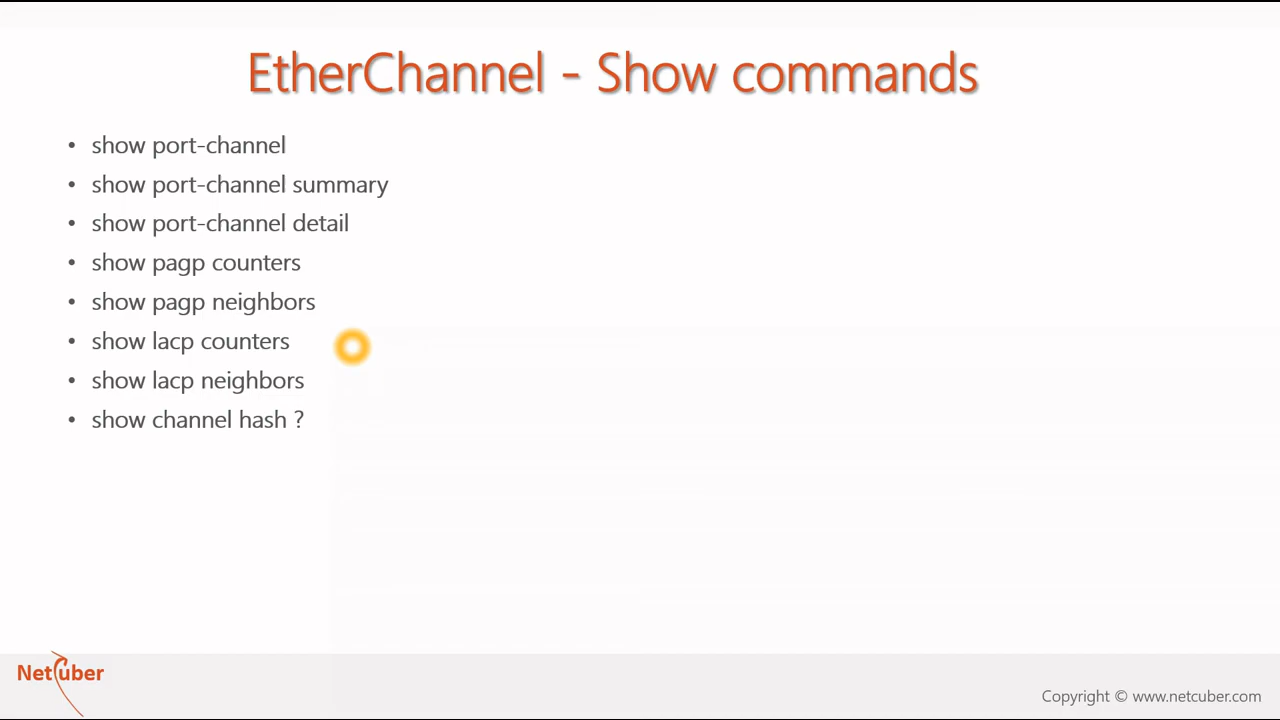 EtherChannel - Show commands
• show port-channel
• show port-channel summary
• show port-channel detail
• show pagp counters
• show pagp neighbors
• show lacp counters
• show lacp neighbors
• show channel hash ?
NetCuber
Copyright © www.netcuber.com